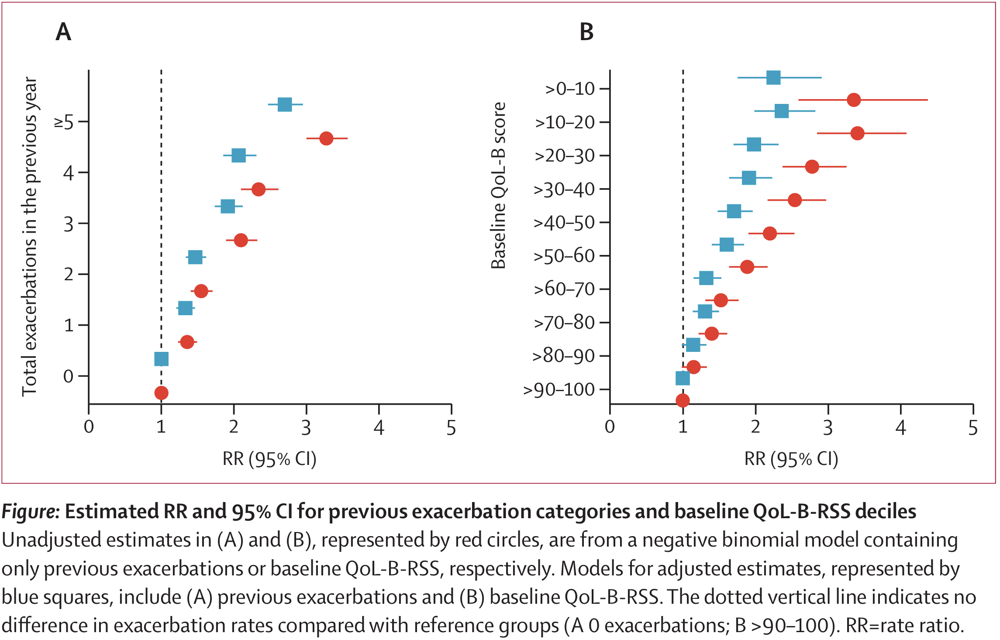 A
B
Total exacerbations in the previous year
≥5
4
3
2
1
0
0 1 2 3 4 5
RR (95% CI)
Baseline QoL-B score
>0–10
>10–20
>20–30
>30–40
>40–50
>50–60
>60–70
>70–80
>80–90
>90–100
0 1 2 3 4 5
RR (95% CI)
Figure: Estimated RR and 95% CI for previous exacerbation categories and baseline QoL-B-RSS deciles
Unadjusted estimates in (A) and (B), represented by red circles, are from a negative binomial model containing
only previous exacerbations or baseline QoL-B-RSS, respectively. Models for adjusted estimates, represented by
blue squares, include (A) previous exacerbations and (B) baseline QoL-B-RSS. The dotted vertical line indicates no
difference in exacerbation rates compared with reference groups (A 0 exacerbations; B >90–100). RR=rate ratio.